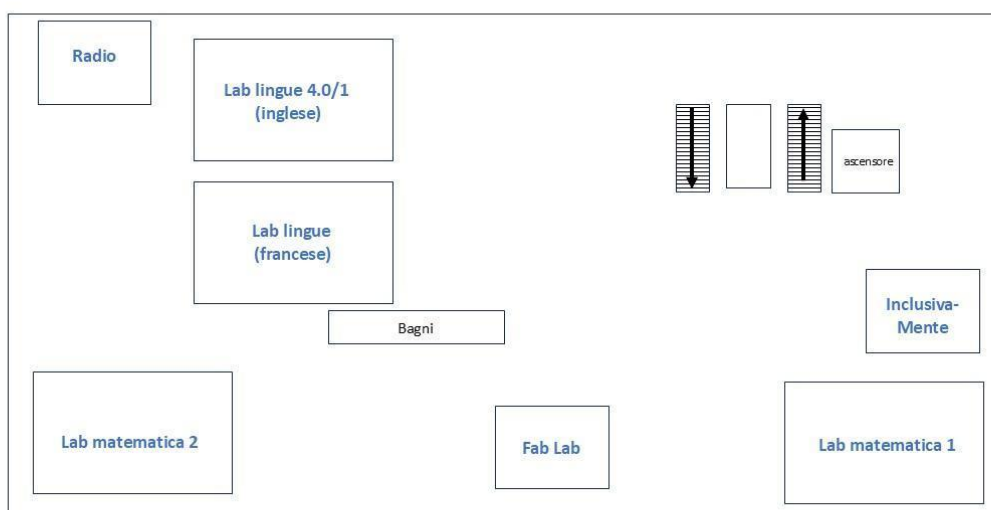 Radio
Lab lingue 4.0/1
(inglese)
ascensore
Lab lingue
(francese)
Inclusiva-
Mente
Bagni
Lab matematica 2
Fab Lab
Lab matematica 1